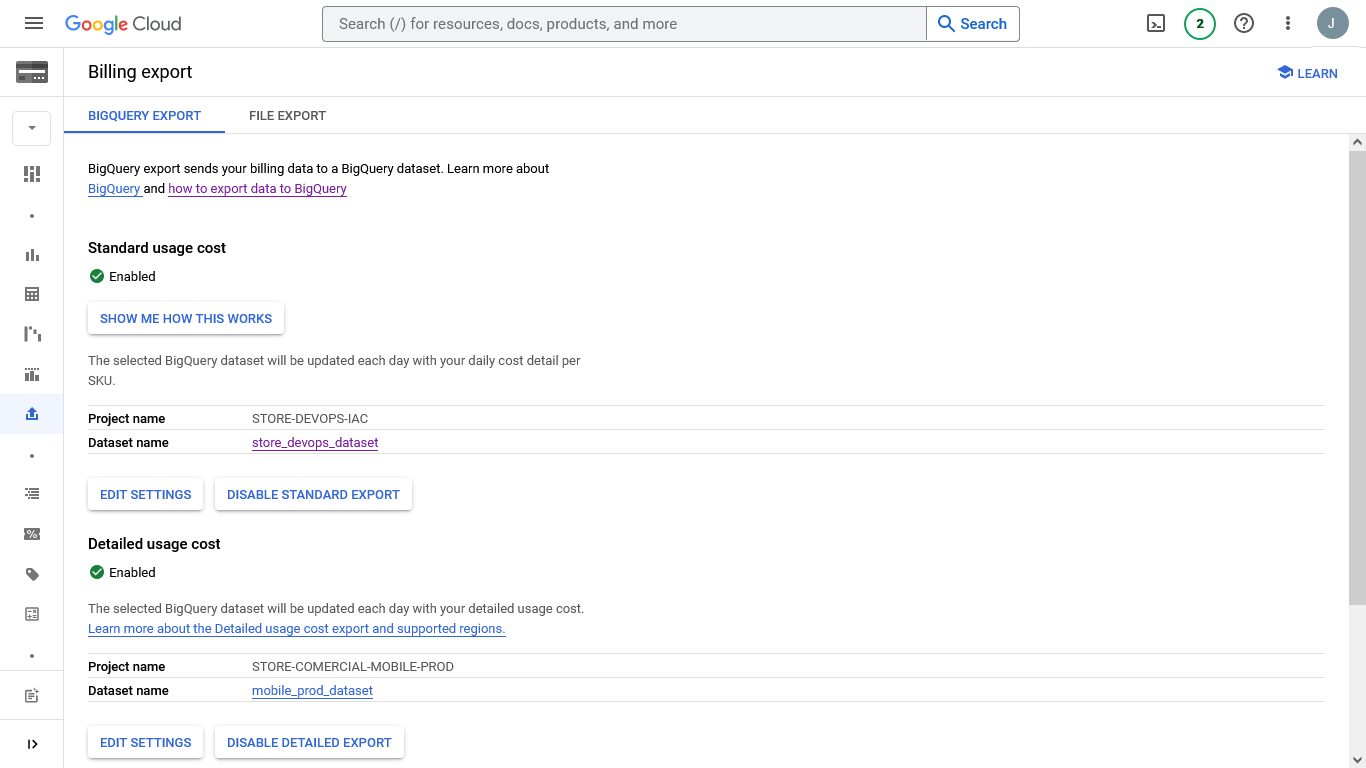 Google Cloud
Search (/) for resources, docs, products, and more
Search
2
J
Billing export
LEARN
BIGQUERY EXPORT
FILE EXPORT
BigQuery export sends your billing data to a BigQuery dataset. Learn more about
BigQuery and how to export data to BigQuery
Standard usage cost
Enabled
SHOW ME HOW THIS WORKS
The selected BigQuery dataset will be updated each day with your daily cost detail per
SKU.
Project name STORE-DEVOPS-IAC
Dataset name store_devops_dataset
EDIT SETTINGS
DISABLE STANDARD EXPORT
Detailed usage cost
Enabled
The selected BigQuery dataset will be updated each day with your detailed usage cost.
Learn more about the Detailed usage cost export and supported regions.
Project name STORE-COMERCIAL-MOBILE-PROD
Dataset name mobile_prod_dataset
EDIT SETTINGS
DISABLE DETAILED EXPORT